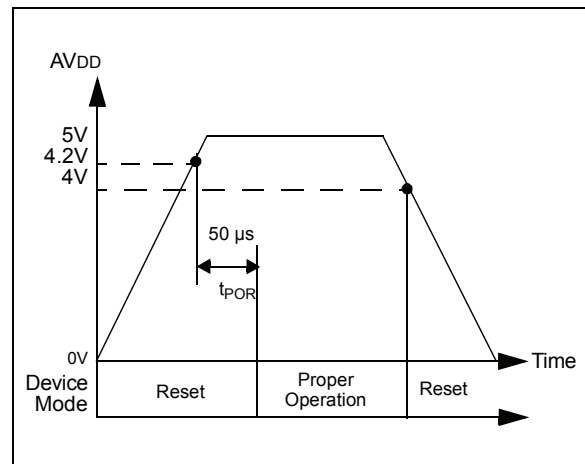 AVDD
5V
4.2V
4V
50 µs
tPOR
0V
Time
Device
Mode
Reset
Proper
Operation
Reset